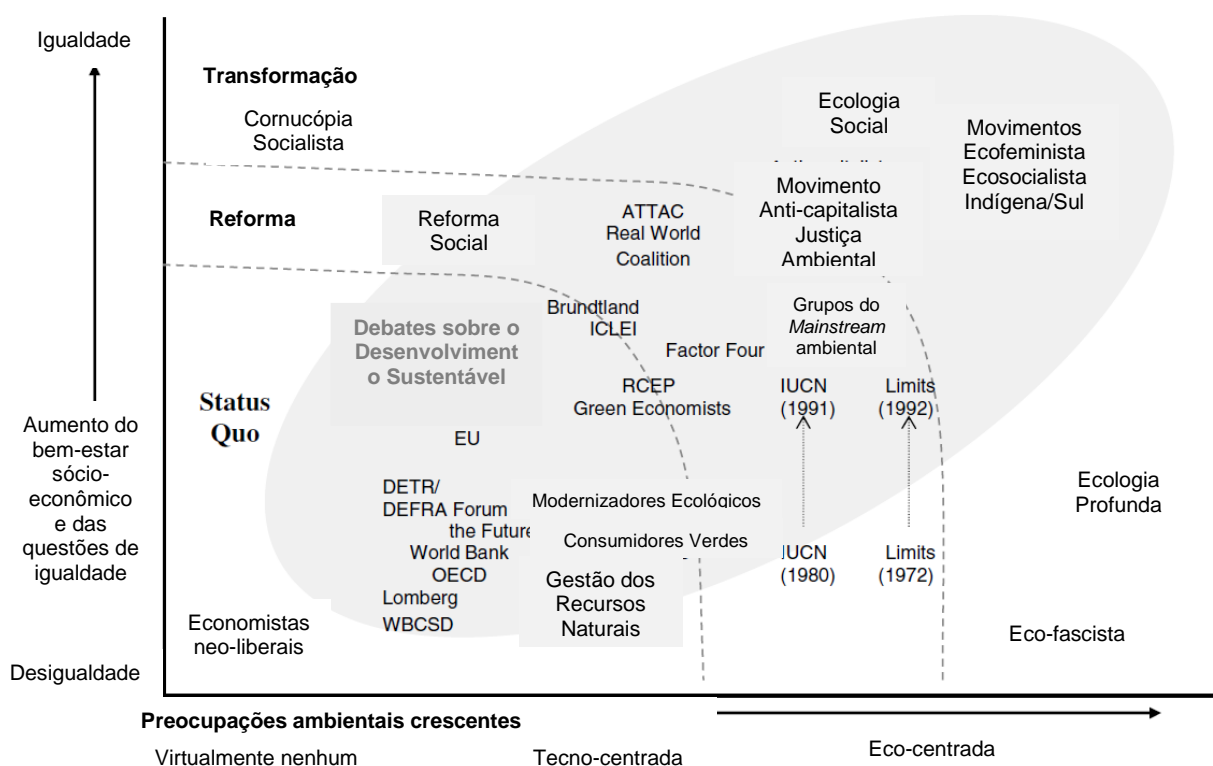 Igualdade
Transformação
Cornucópia
Socialista
Ecologia
Social
Movimentos
Ecofeminista
Ecosocialista
Indígena/Sul
Movimento
Anti-capitalista
Justiça
Ambiental
Reforma
Reforma
Social
ATTAC
Real World
Coalition
Brundtland
ICLEI
Factor Four
Grupos do
Mainstream
ambiental
Debates sobre o
Desenvolviment
o Sustentável
RCEP
Green Economists
IUCN
(1991)
Limits
(1992)
Status
Quo
EU
Aumento do
bem-estar
sócio-
econômico
e das
questões de
igualdade
DETR/
DEFRA Forum
the Future
World Bank
OECD
Lomberg
WBCSD
Modernizadores Ecológicos
Consumidores Verdes
Gestão dos
Recursos
Naturais
IUCN
(1980)
Limits
(1972)
Ecologia
Profunda
Economistas
neo-liberais
Eco-fascista
Desigualdade
Preocupações ambientais crescentes
Virtualmente nenhum
Tecno-centrada
Eco-centrada